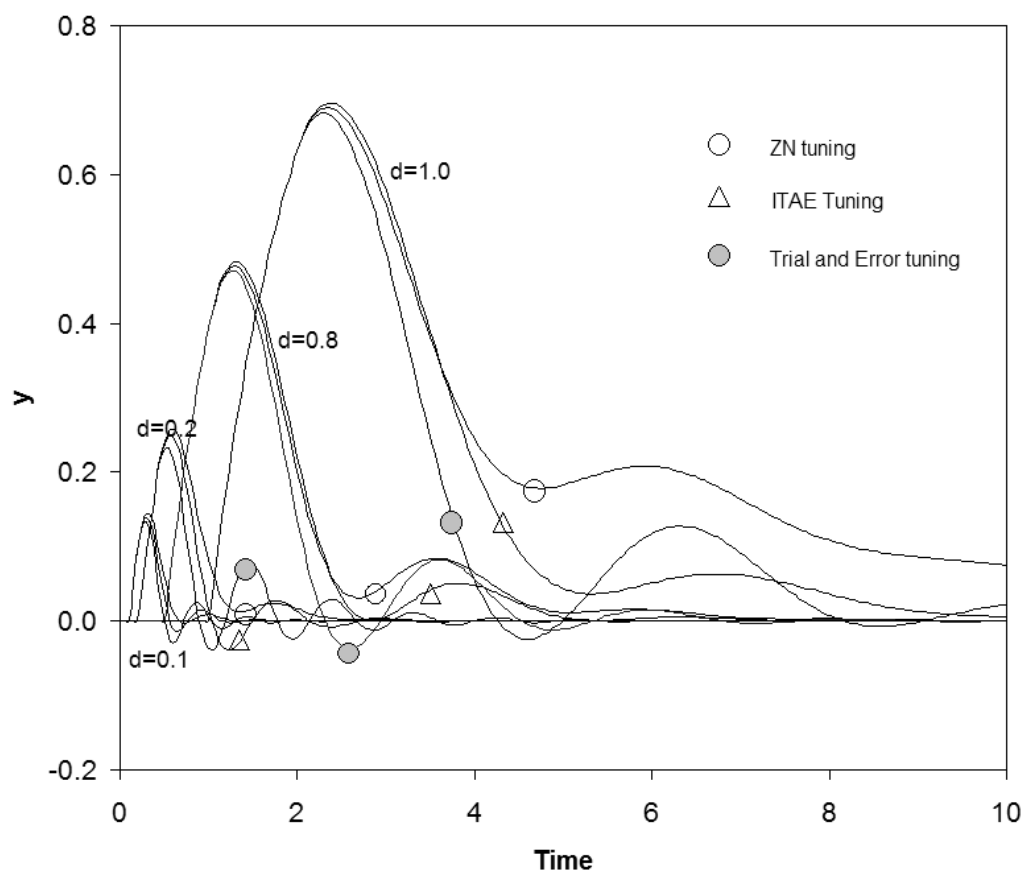 0.8
0.6
0.4
0.2
0.0
-0.2
y
d=1.0
d=0.8
d=0.2
d=0.1
ZN tuning
ITAE Tuning
Trial and Error tuning
0 2 4 6 8 10
Time